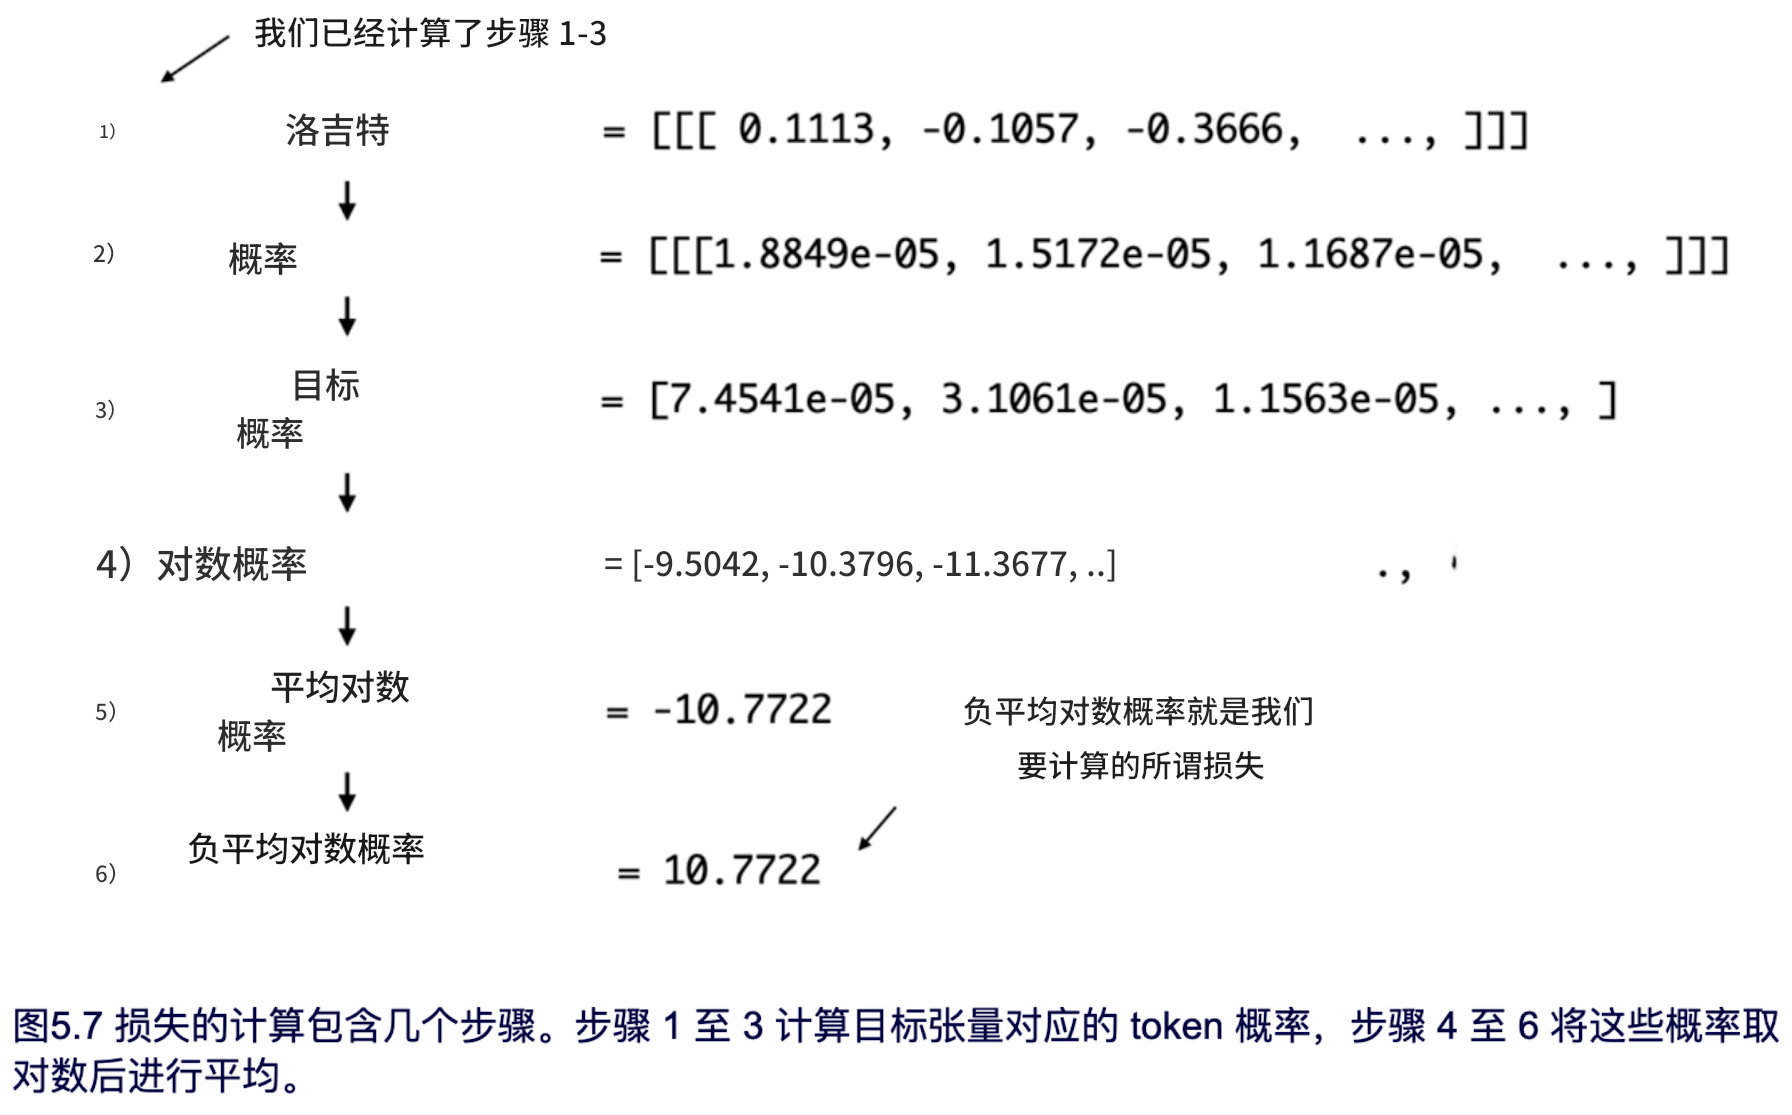 我们已经计算了步骤 1-3
1) 洛吉特 = [[[ 0.1113, -0.1057, -0.3666, ..., ]]]
2) 概率 = [[[1.8849e-05, 1.5172e-05, 1.1687e-05, ..., ]]]
目标
3) 概率 = [7.4541e-05, 3.1061e-05, 1.1563e-05, ..., ]
4）对数概率 = [-9.5042, -10.3796, -11.3677, ..] .,
平均对数
5) 概率 = -10.7722
负平均对数概率就是我们
要计算的所谓损失
负平均对数概率
6) = 10.7722
图5.7 损失的计算包含几个步骤。步骤 1 至 3 计算目标张量对应的 token 概率，步骤 4 至 6 将这些概率取
对数后进行平均。